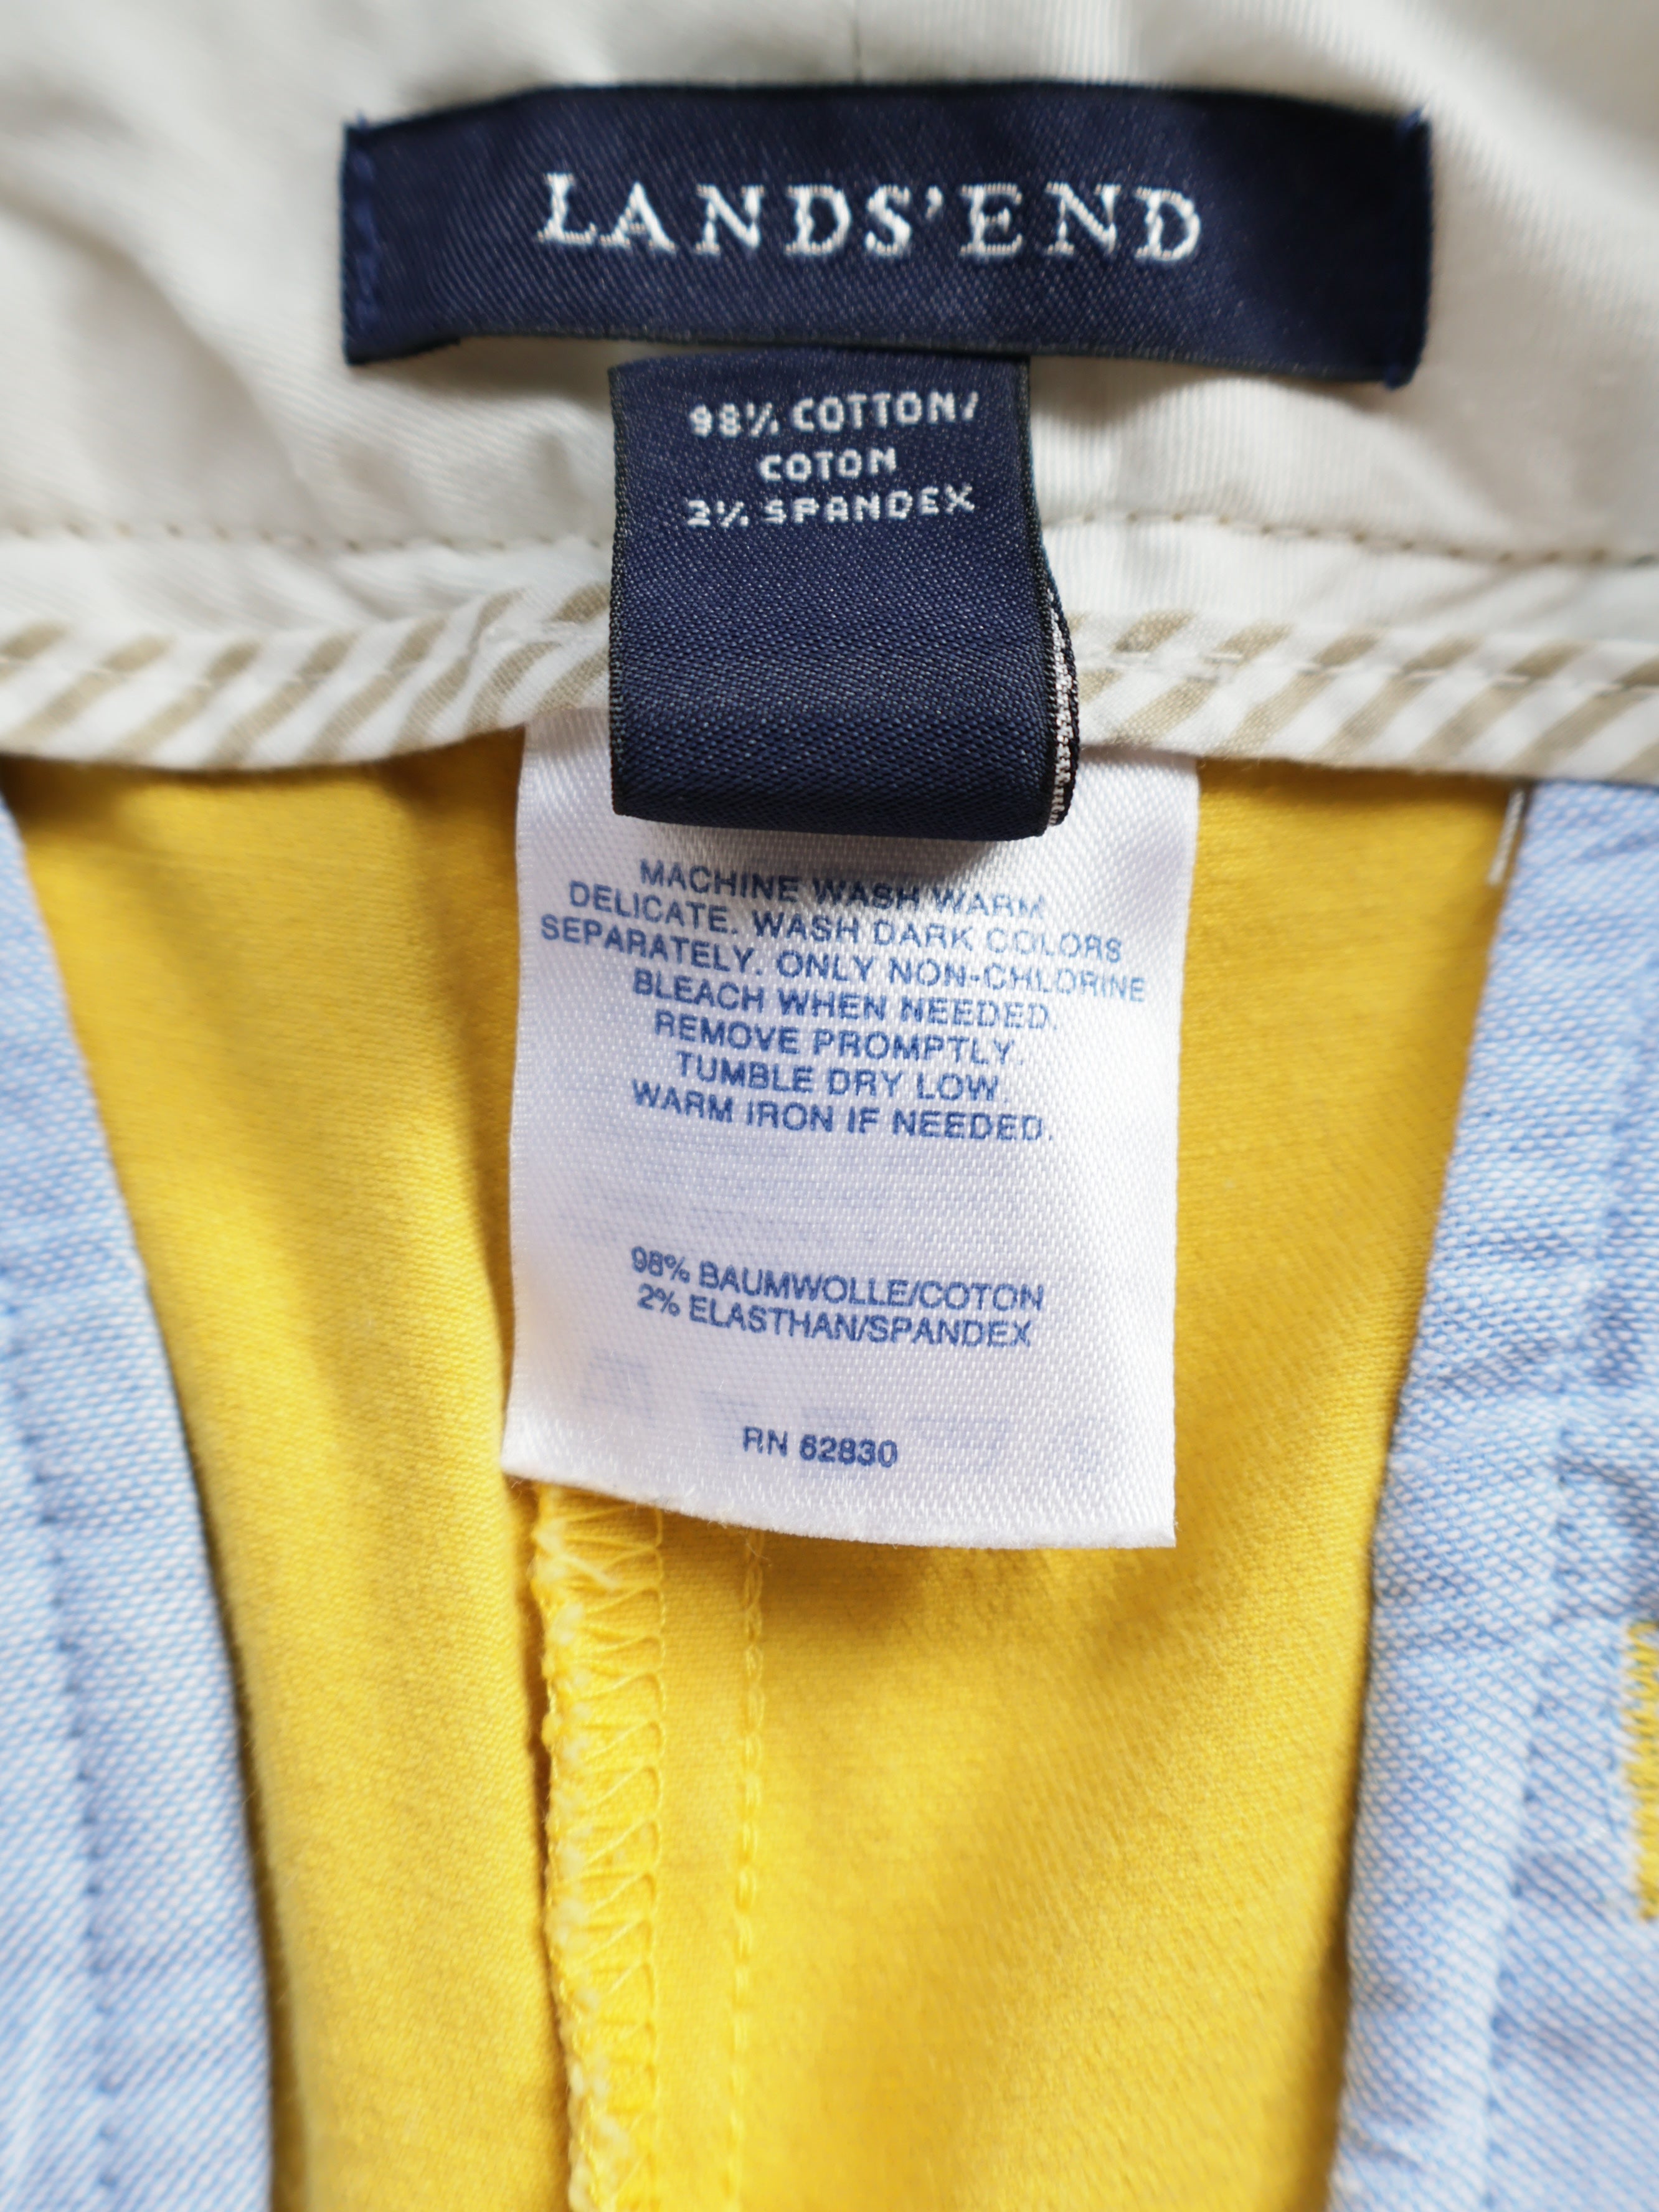 LANDS' END
98% COTTON/
COTON
2% SPANDEX
MACHINE WASH WARM
DELICATE. WASH DARK COLORS
SEPARATELY. ONLY NON-CHLORINE
BLEACH WHEN NEEDED.
REMOVE PROMPTLY.
TUMBLE DRY LOW
WARM IRON IF NEEDED.
98% BAUMWOLLE/COTON
2% ELASTHAN/SPANDEX
RN 62830